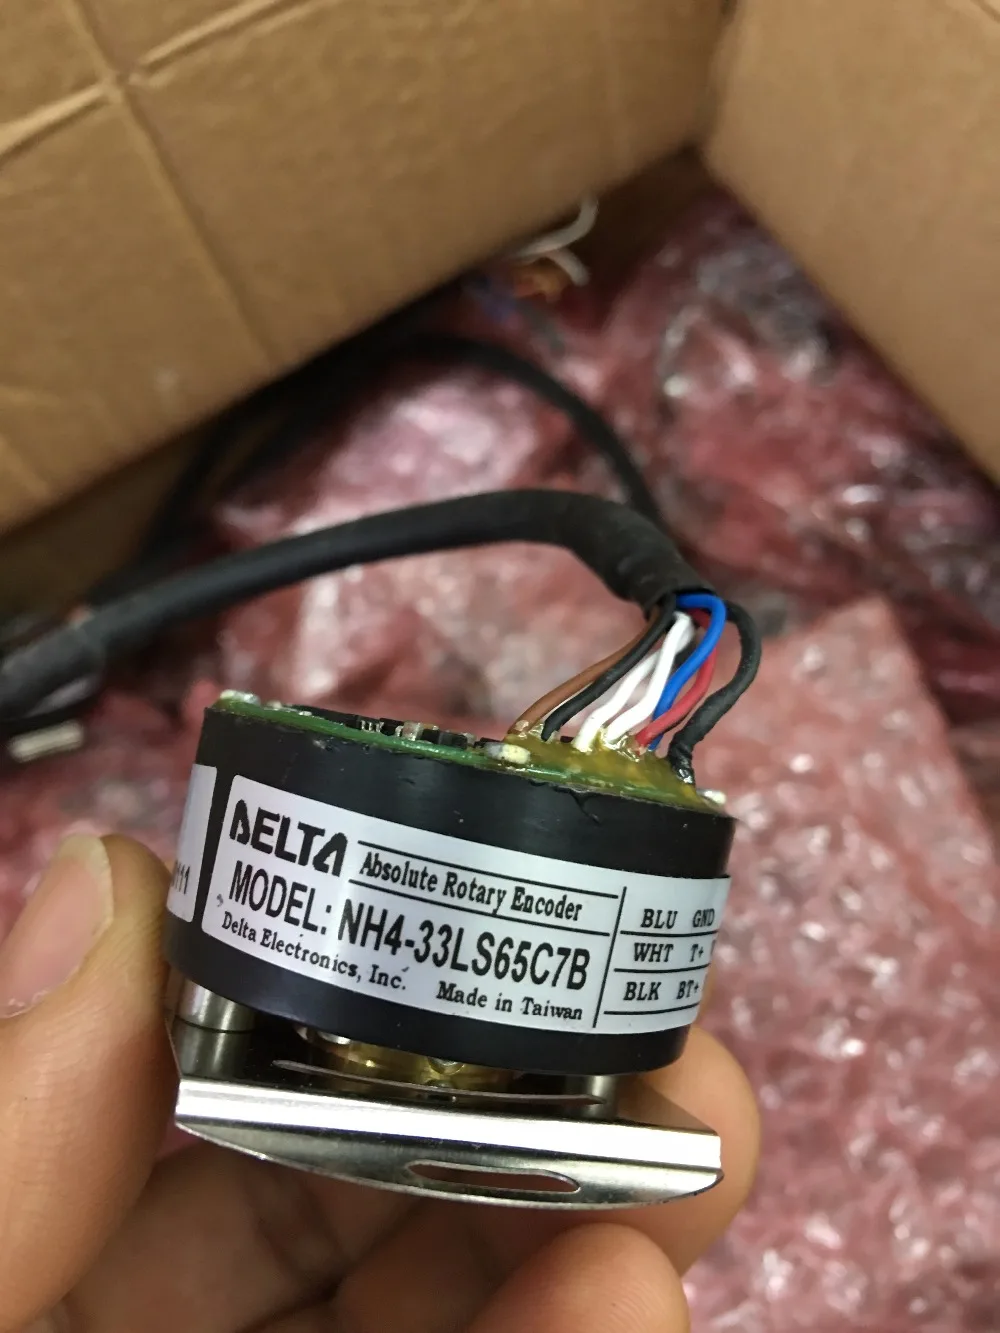 DELTA
Absolute Rotary Encoder
MODEL: NH4-33LS65C7B
Delta Electronics, Inc. Made in Taiwan
BLU GND
WHT T+
BLK BT+